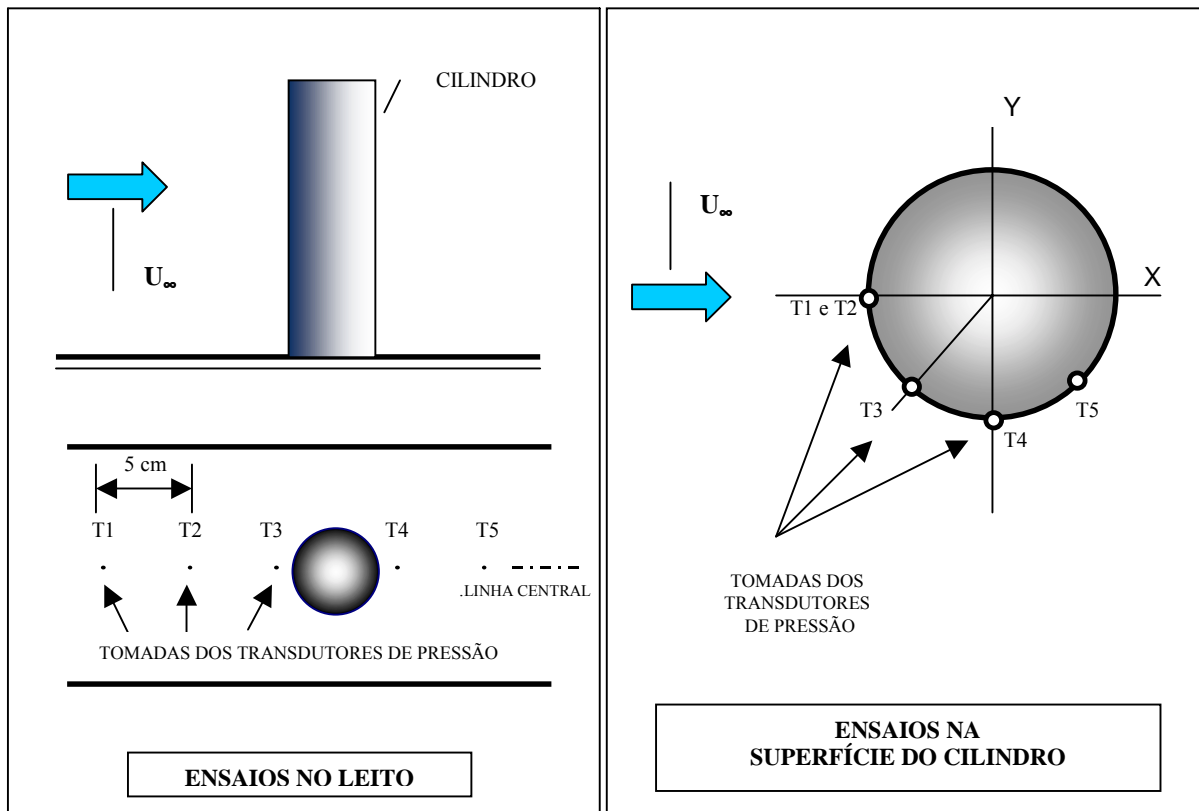 CILINDRO
U∞
5 cm
T1 T2 T3 T4 T5
.LINHA CENTRAL
TOMADAS DOS TRANSDUTORES DE PRESSÃO
ENSAIOS NO LEITO
Y
U∞
X
T1 e T2
T3
T5
T4
TOMADAS DOS
TRANSDUTORES
DE PRESSÃO
ENSAIOS NA
SUPERFÍCIE DO CILINDRO